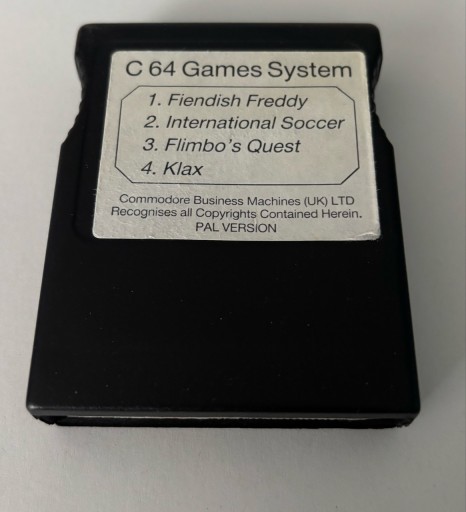 C 64 Games System
1. Fiendish Freddy
2. International Soccer
3. Flimbo's Quest
4. Klax
Commodore Business Machines (UK) LTD
Recognises all Copyrights Contained Herein.
PAL VERSION